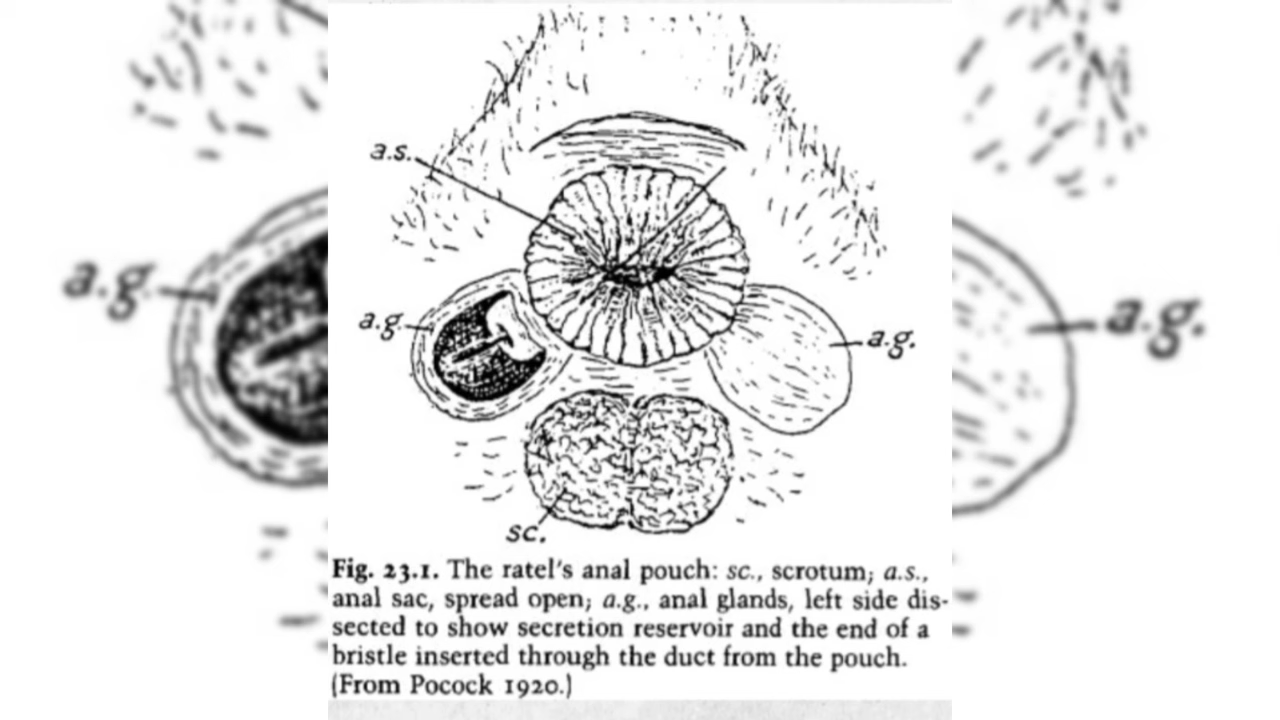 a.s.
a.g.
a.g.
a.g.
a.g.
sc.
Fig. 23.1. The ratel's anal pouch: sc., scrotum; a.s.,
anal sac, spread open; a.g., anal glands, left side dis-
sected to show secretion reservoir and the end of a
bristle inserted through the duct from the pouch.
(From Pocock 1920.)